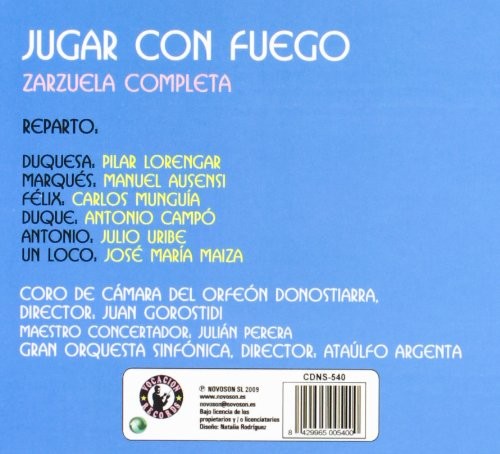 JUGAR CON FUEGO
ZARZUELA COMPLETA
REPARTO:
DUQUESA: PILAR LORENGAR
MARQUÉS: MANUEL AUSENSI
FÉLIX: CARLOS MUNGUÍA
DUQUE: ANTONIO CAMPÓ
ANTONIO: JULIO URIBE
UN LOCO: JOSÉ MARÍA MAIZA
CORO DE CÁMARA DEL ORFEÓN DONOSTIARRA,
DIRECTOR: JUAN GOROSTIDI
MAESTRO CONCERTADOR: JULIÁN PERERA
GRAN ORQUESTA SINFÓNICA, DIRECTOR: ATAÚLFO ARGENTA
VOCACION RECORDS
℗ NOVOSON SL 2009
www.novoson.es
novoson@novoson.es
Bajo licencia de los
propietarios y / o licenciatarios
Diseño: Natalia Rodríguez
CDNS-540
8 429965 005400